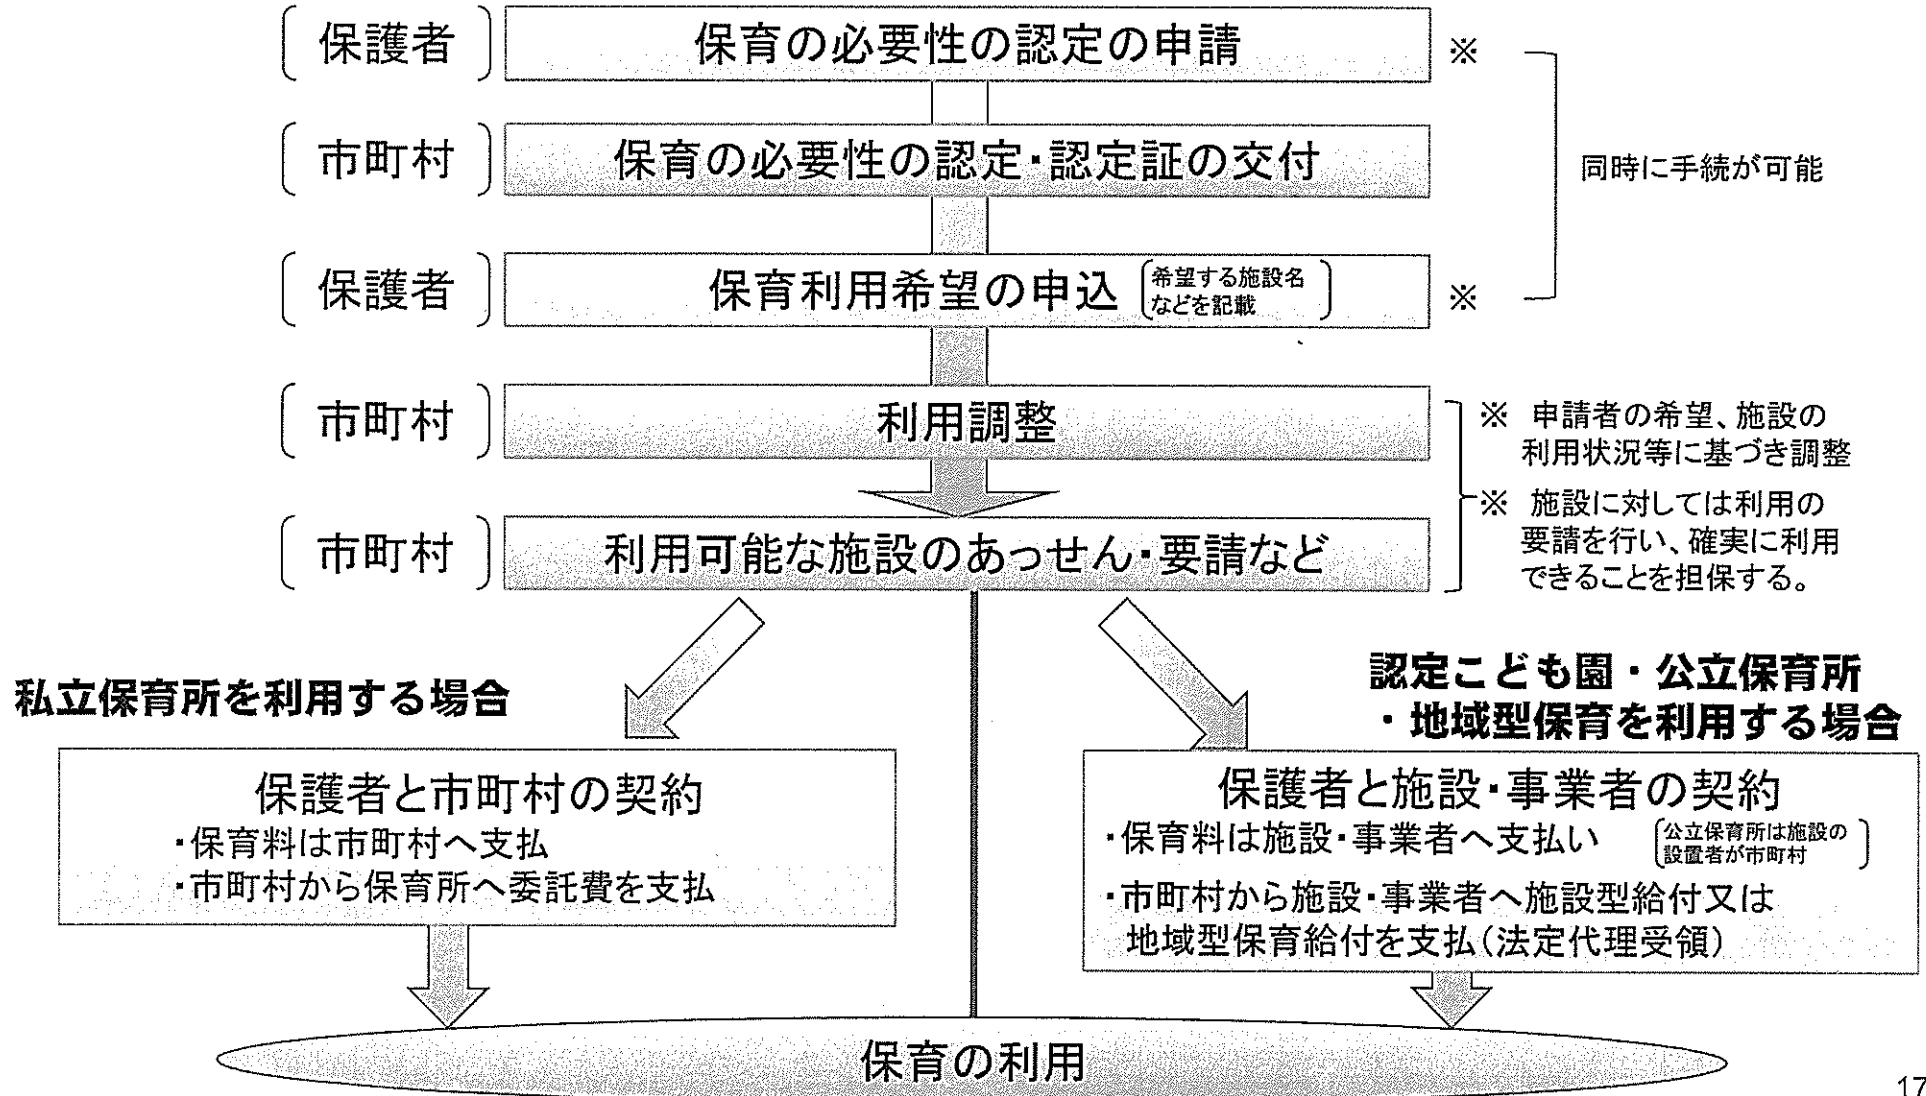 保護者 保育の必要性の認定の申請 ※
市町村 保育の必要性の認定・認定証の交付
同時に手続が可能
保護者 保育利用希望の申込 希望する施設名
などを記載 ※
市町村 利用調整
※ 申請者の希望、施設の
利用状況等に基づき調整
※ 施設に対しては利用の
要請を行い、確実に利用
できることを担保する。
市町村 利用可能な施設のあっせん・要請など
私立保育所を利用する場合
保護者と市町村の契約
・保育料は市町村へ支払
・市町村から保育所へ委託費を支払
認定こども園・公立保育所
・地域型保育を利用する場合
保護者と施設・事業者の契約
・保育料は施設・事業者へ支払い 公立保育所は施設の
設置者が市町村
・市町村から施設・事業者へ施設型給付又は
地域型保育給付を支払(法定代理受領)
保育の利用
17